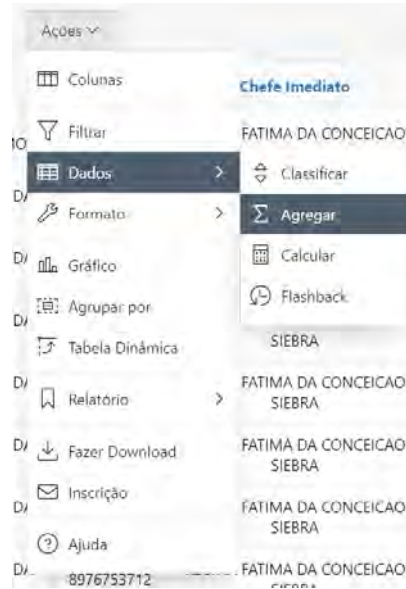 Ações
Colunas
Filtrar
Dados
Formato
Gráfico
Agrupar por
Tabela Dinâmica
Relatório
Fazer Download
Inscrição
Ajuda
8976753712
Chefe Imediato
FATIMA DA CONCEICAO
Classificar
Agregar
Calcular
Flashback
SIEBRA
FATIMA DA CONCEICAO
SIEBRA
FATIMA DA CONCEICAO
SIEBRA
FATIMA DA CONCEICAO
SIEBRA
FATIMA DA CONCEICAO